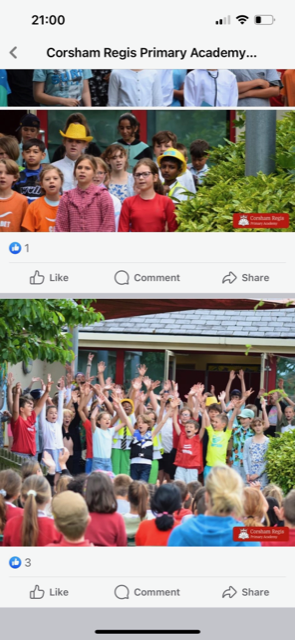 21:00
Corsham Regis Primary Academy...
Corsham Regis
Primary Academy
1
Like
Comment
Share
Corsham Regis
Primary Academy
3
Like
Comment
Share